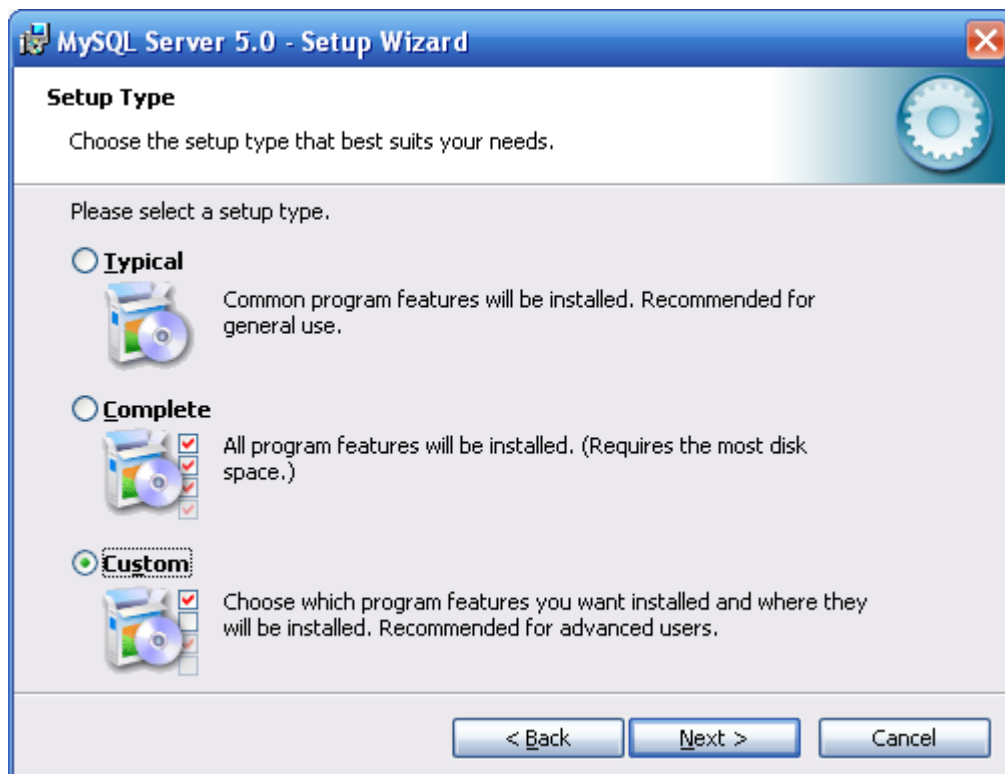 MySQL Server 5.0 - Setup Wizard
Setup Type
Choose the setup type that best suits your needs.
Please select a setup type.
Typical
Common program features will be installed. Recommended for
general use.
Complete
All program features will be installed. (Requires the most disk
space.)
Custom
Choose which program features you want installed and where they
will be installed. Recommended for advanced users.
< Back
Next >
Cancel